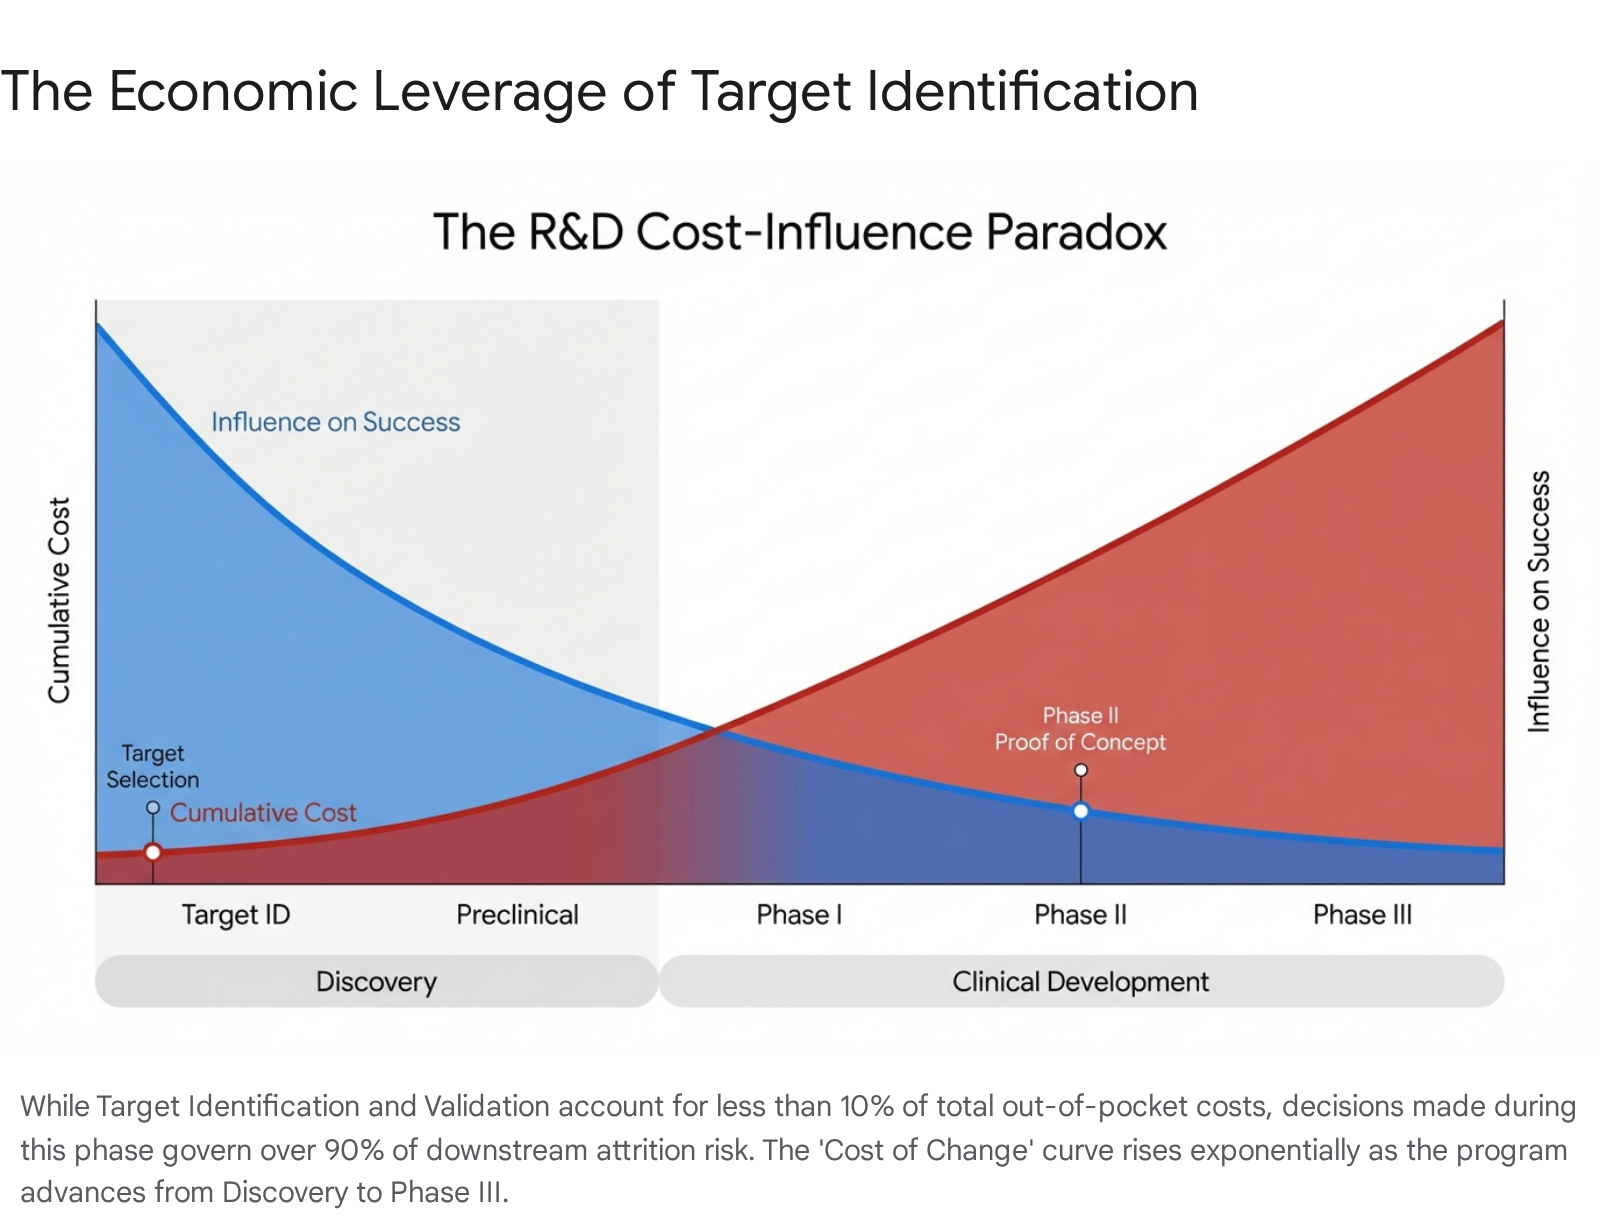 The Economic Leverage of Target Identification
The R&D Cost-Influence Paradox
Cumulative Cost
Influence on Success
Influence on Success
Target
Selection
Cumulative Cost
Phase II
Proof of Concept
Target ID
Preclinical
Phase I
Phase II
Phase III
Discovery
Clinical Development
While Target Identification and Validation account for less than 10% of total out-of-pocket costs, decisions made during
this phase govern over 90% of downstream attrition risk. The 'Cost of Change' curve rises exponentially as the program
advances from Discovery to Phase III.